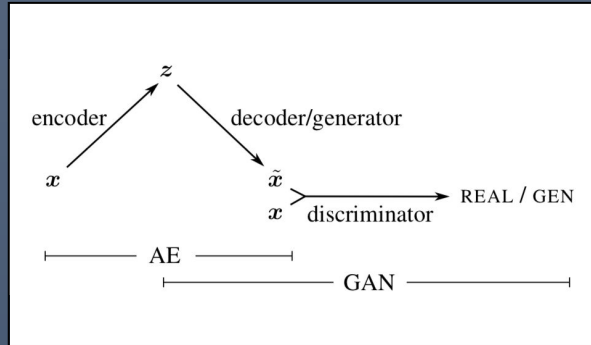 z
encoder
decoder/generator
x
x̃
x
discriminator
REAL / GEN
AE
GAN